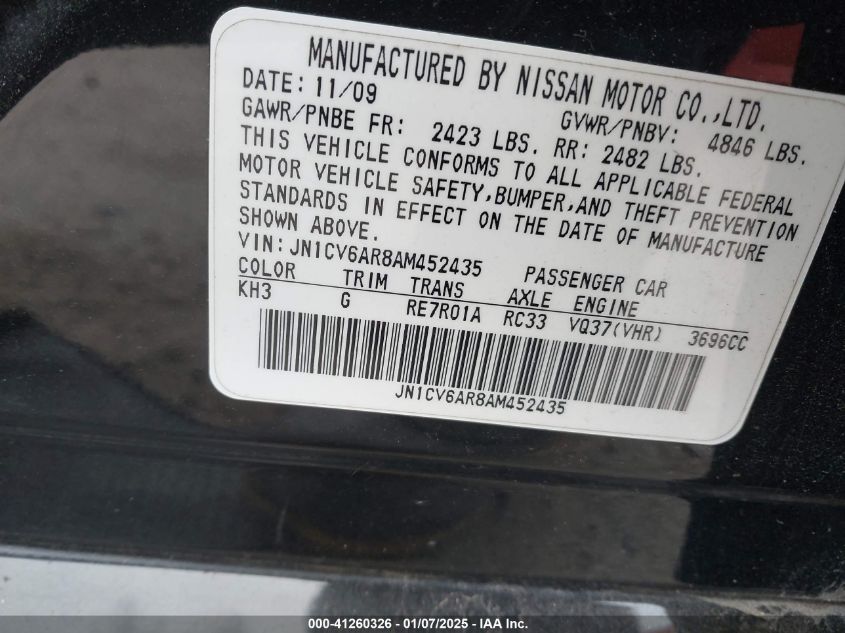 MANUFACTURED BY NISSAN MOTOR CO.,LTD.
DATE: 11/09 GVWR/PNBV: 4846 LBS.
GAWR/PNBE FR: 2423 LBS. RR: 2482 LBS.
THIS VEHICLE CONFORMS TO ALL APPLICABLE FEDERAL
MOTOR VEHICLE SAFETY,BUMPER,AND THEFT PREVENTION
STANDARDS IN EFFECT ON THE DATE OF MANUFACTURE
SHOWN ABOVE.
VIN:JN1CV6AR8AM452435 PASSENGER CAR
COLOR TRIM TRANS AXLE ENGINE
KH3 G RE7R01A RC33 VQ37(VHR) 3696CC
JN1CV6AR8AM452435
000-41260326 - 01/07/2025 - IAA Inc.